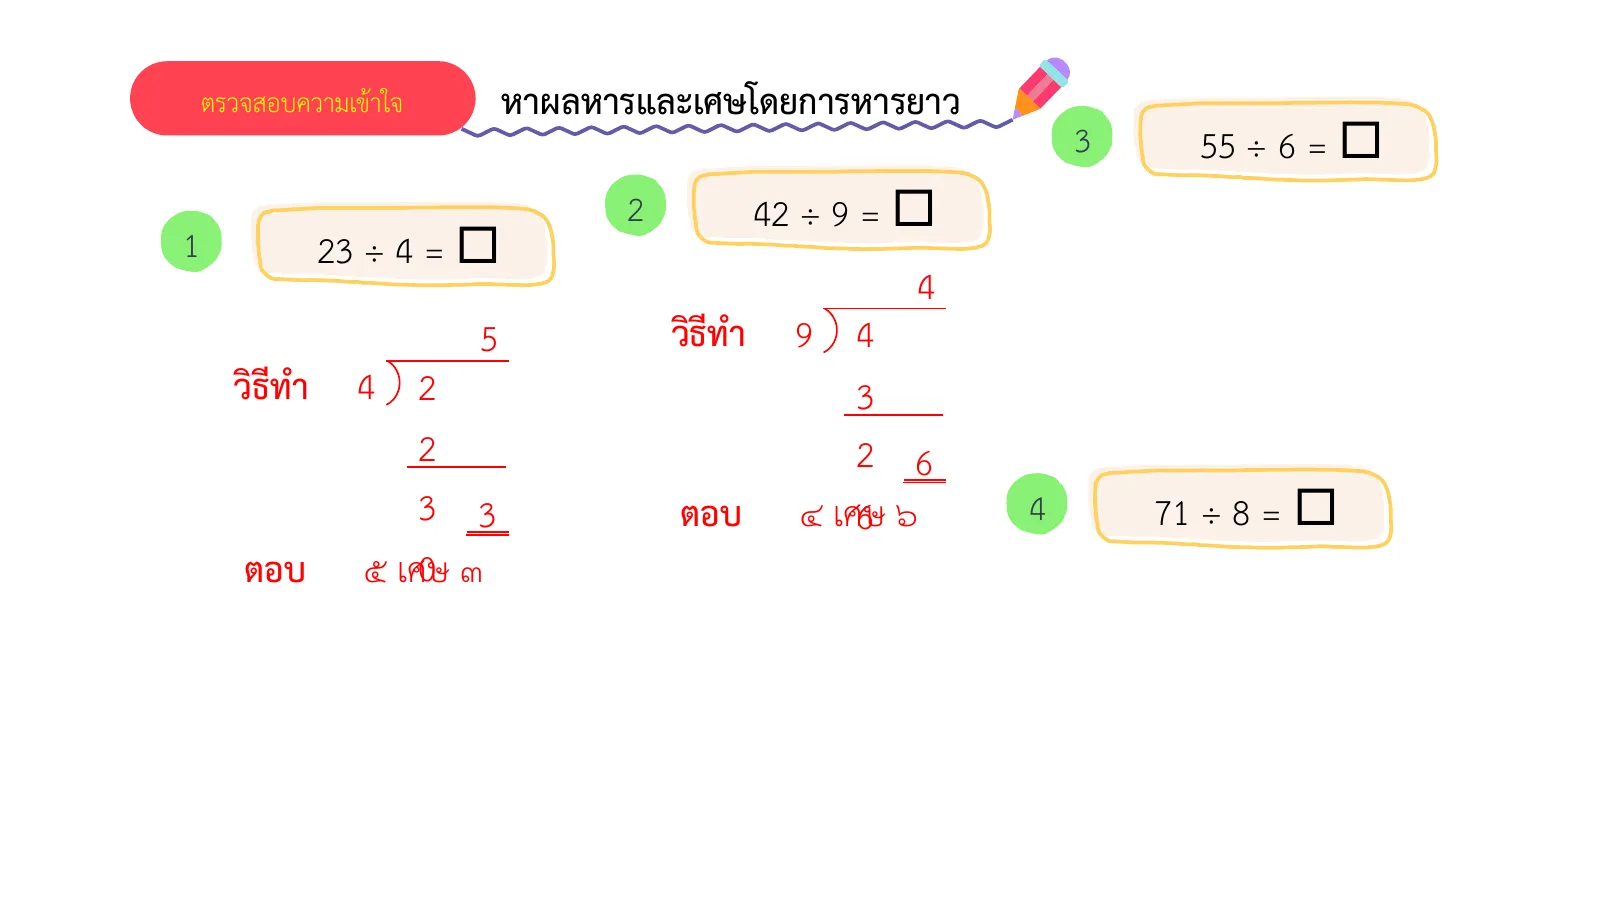 ตรวจสอบความเข้าใจ
หาผลหารและเศษโดยการหารยาว
1
23 ÷ 4 = □
5
วิธีทำ 4 ) 2
2
3 3
0
ตอบ ๕ เศษ ๓
2
42 ÷ 9 = □
4
วิธีทำ 9 ) 4
3
2 6
6
ตอบ ๔ เศษ ๖
3
55 ÷ 6 = □
4
71 ÷ 8 = □